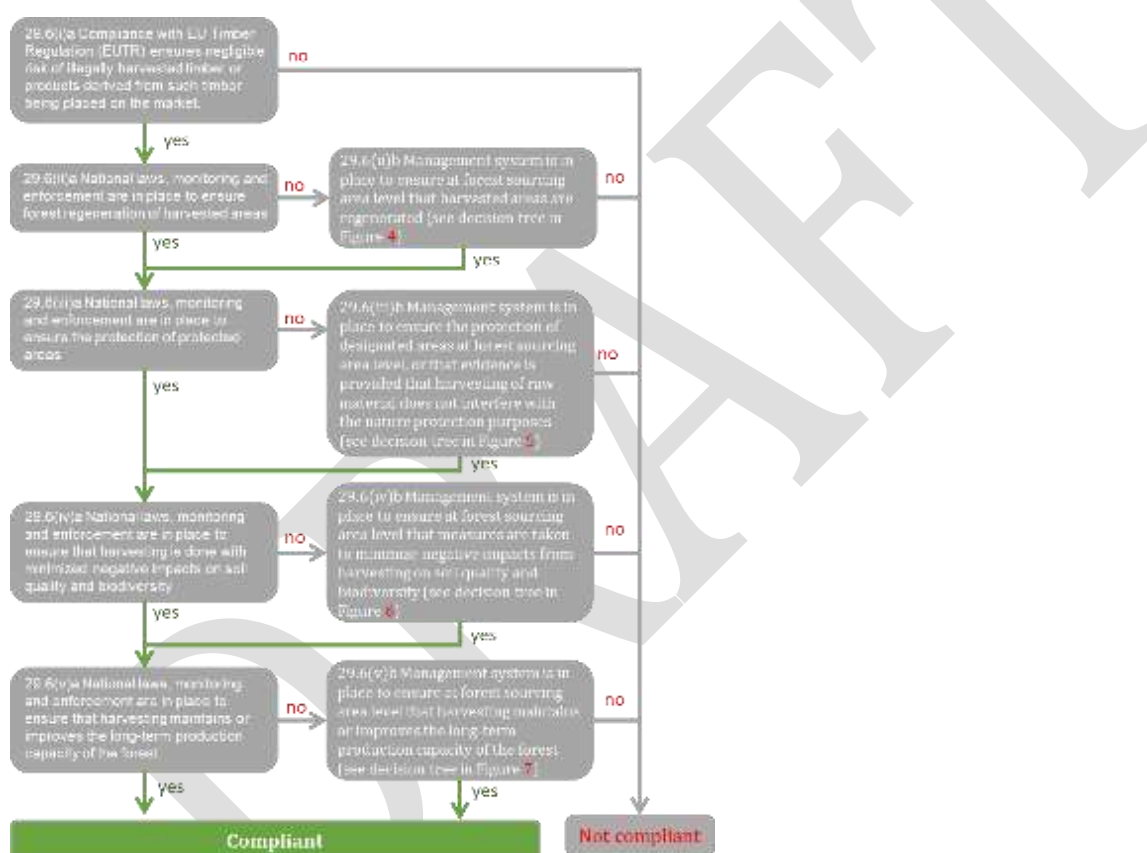 29.6(i)a Compliance with EU Timber
Regulation (EUTR) ensures negligible
risk of illegally harvested timber or
products derived from such timber
being placed on the market.
no
yes
29.6(ii)a National laws, monitoring and
enforcement are in place to ensure
forest regeneration of harvested areas
no
29.6(ii)b Management system is in
place to ensure at forest sourcing
area level that harvested areas are
regenerated (see decision tree in
Figure 4)
no
yes
yes
29.6(iii)a National laws, monitoring
and enforcement are in place to
ensure the protection of protected
areas
no
29.6(iii)b Management system is in
place to ensure the protection of
designated areas at forest sourcing
area level, or that evidence is
provided that harvesting of raw
material does not interfere with
the nature protection purposes
(see decision tree in Figure 5)
no
yes
yes
29.6(iv)a National laws, monitoring
and enforcement are in place to
ensure that harvesting is done with
minimized negative impacts on soil
quality and biodiversity
no
29.6(iv)b Management system is in
place to ensure at forest sourcing
area level that measures are taken
to minimize negative impacts from
harvesting on soil quality and
biodiversity (see decision tree in
Figure 6)
no
yes
yes
29.6(v)a National laws, monitoring
and enforcement are in place to
ensure that harvesting maintains or
improves the long-term production
capacity of the forest
no
29.6(v)b Management system is in
place to ensure at forest sourcing
area level that harvesting maintains
or improves the long-term
production capacity of the forest
(see decision tree in Figure 7)
no
yes
yes
Compliant
Not compliant
DRAFT